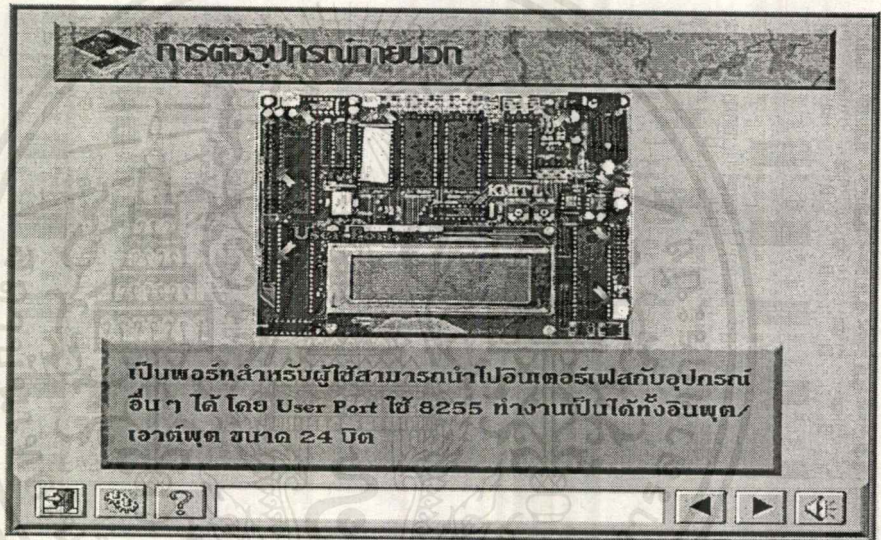 การต่ออุปกรณ์ภายนอก
KMITL
User Port
เป็นพอร์ทสำหรับผู้ใช้สามารถนำไปอินเตอร์เฟสกับอุปกรณ์
อื่น ๆ ได้ โดย User Port ใช้ 8255 ทำงานเป็นได้ทั้งอินพุต/
เอาต์พุต ขนาด 24 บิต